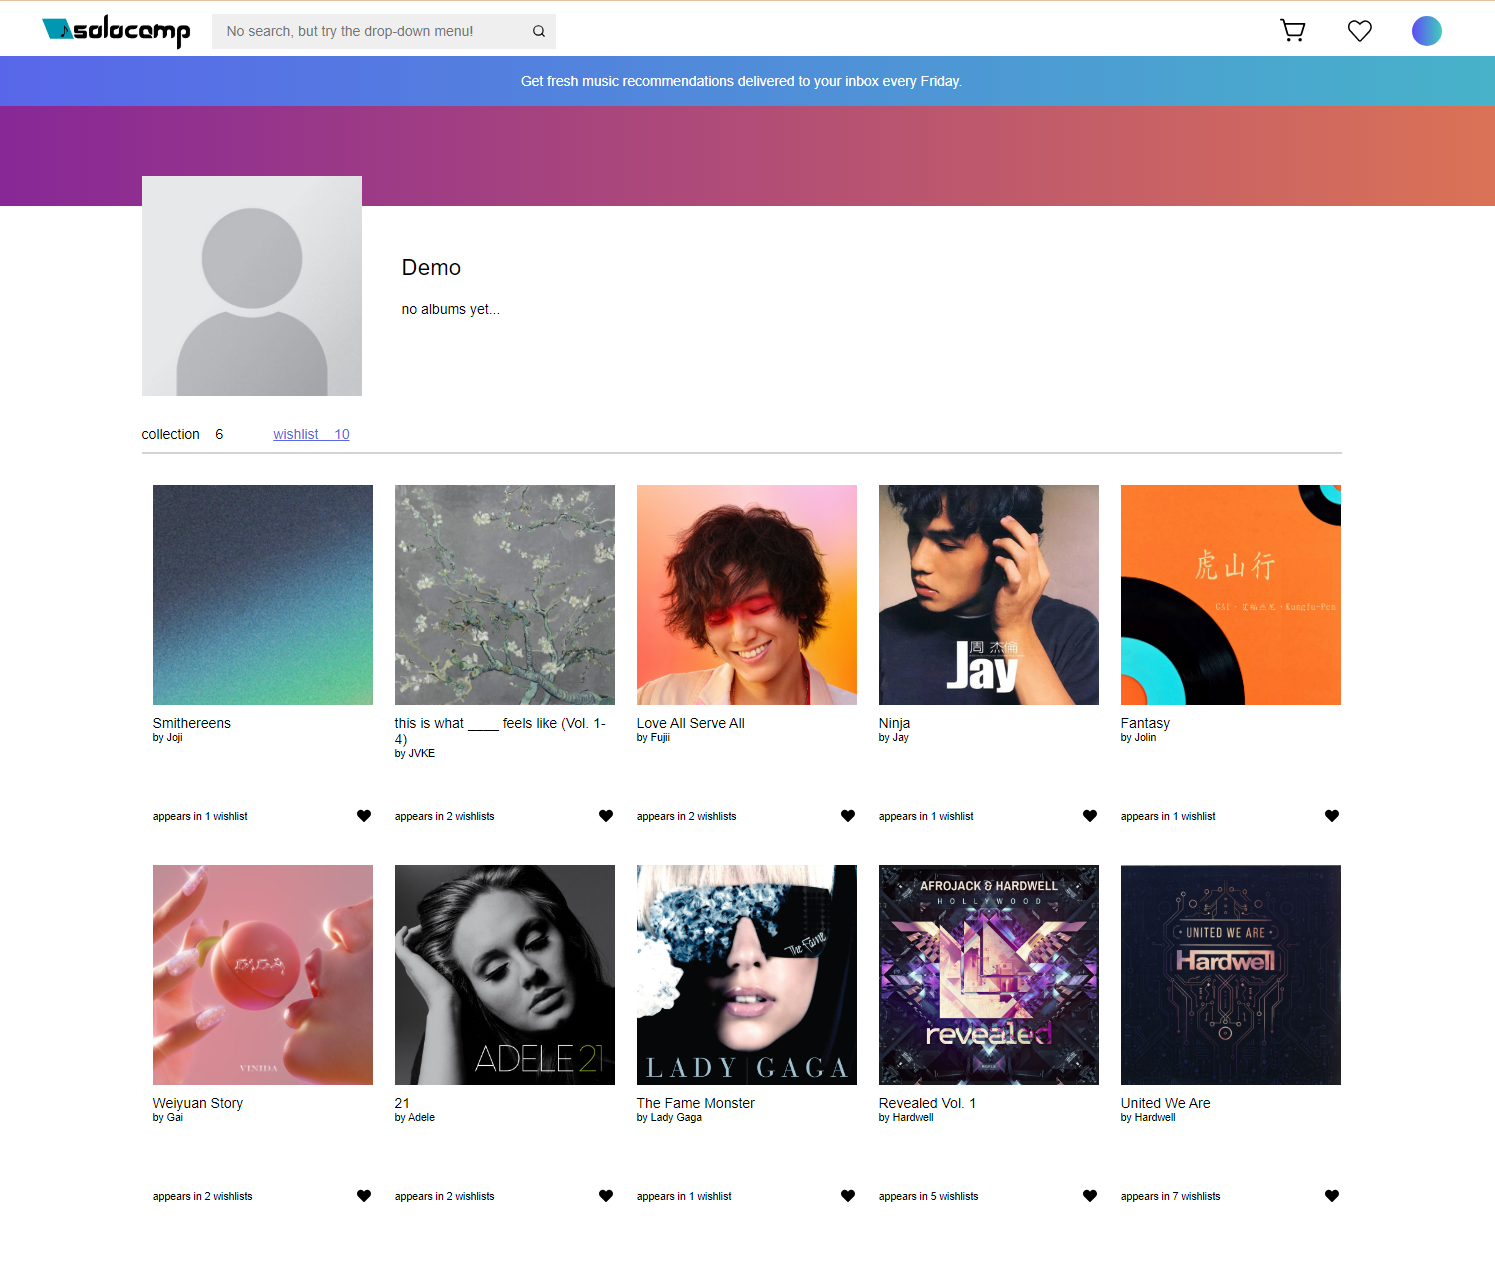 solocamp
No search, but try the drop-down menu!
Get fresh music recommendations delivered to your inbox every Friday.
Demo
no albums yet...
collection 6 wishlist 10
周 杰倫
Jay
虎山行
GAI
Kungfu-Pen
Smithereens
by Joji
this is what ____ feels like (Vol. 1-
4)
by JVKE
Love All Serve All
by Fujii
Ninja
by Jay
Fantasy
by Jolin
appears in 1 wishlist
appears in 2 wishlists
appears in 2 wishlists
appears in 1 wishlist
appears in 1 wishlist
VINIDA
ADELE 21
The Fame
LADY GAGA
AFROJACK & HARDWELL
HOLLYWOOD
revealed
UNITED WE ARE
Hardwell
Weiyuan Story
by Gai
21
by Adele
The Fame Monster
by Lady Gaga
Revealed Vol. 1
by Hardwell
United We Are
by Hardwell
appears in 2 wishlists
appears in 2 wishlists
appears in 1 wishlist
appears in 5 wishlists
appears in 7 wishlists